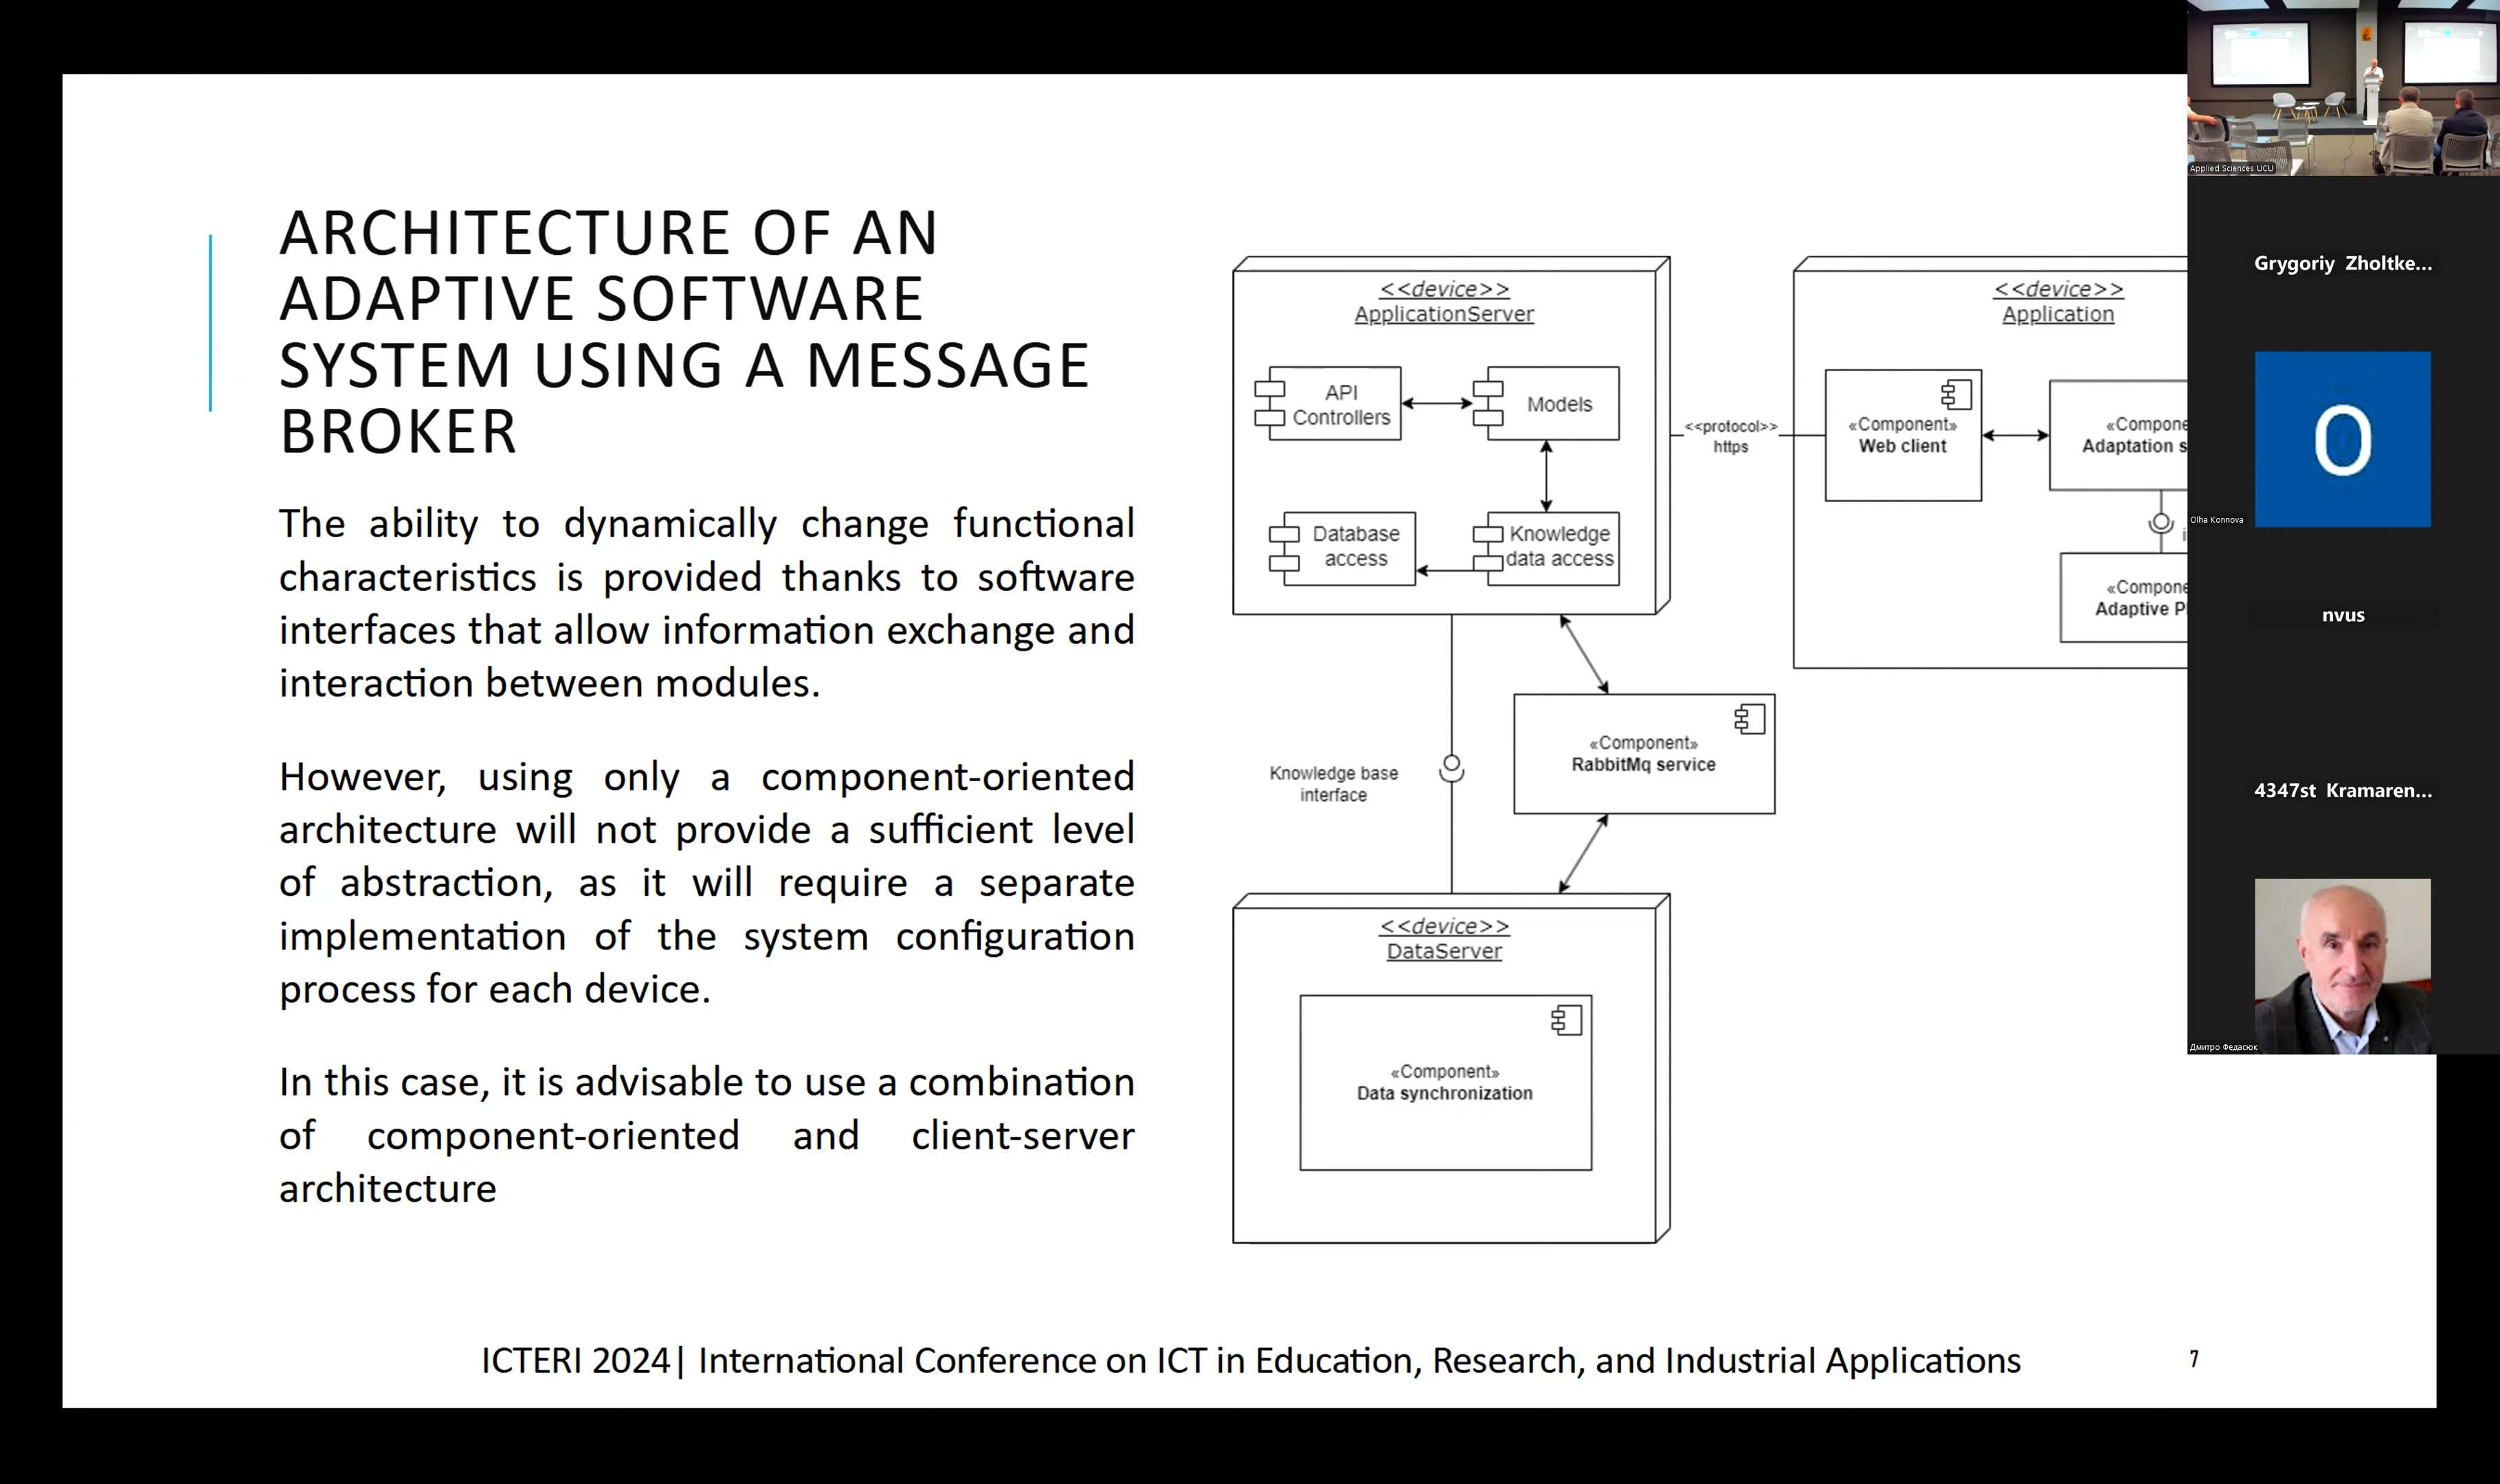 ARCHITECTURE OF AN
ADAPTIVE SOFTWARE
SYSTEM USING A MESSAGE
BROKER
The ability to dynamically change functional
characteristics is provided thanks to software
interfaces that allow information exchange and
interaction between modules.
However, using only a component-oriented
architecture will not provide a sufficient level
of abstraction, as it will require a separate
implementation of the system configuration
process for each device.
In this case, it is advisable to use a combination
of component-oriented and client-server
architecture
<<device>>
ApplicationServer
API
Controllers
Models
Database
access
Knowledge
data access
<<protocol>>
https
<<device>>
Application
«Component»
Web client
«Compone
Adaptation s
«Compone
Adaptive P
Knowledge base
interface
«Component»
RabbitMq service
<<device>>
DataServer
«Component»
Data synchronization
ICTERI 2024| International Conference on ICT in Education, Research, and Industrial Applications
7
Applied Sciences UCU
Grygoriy Zholtke...
O
Olha Konnova
nvus
4347st Kramaren...
Дмитро Федасюк